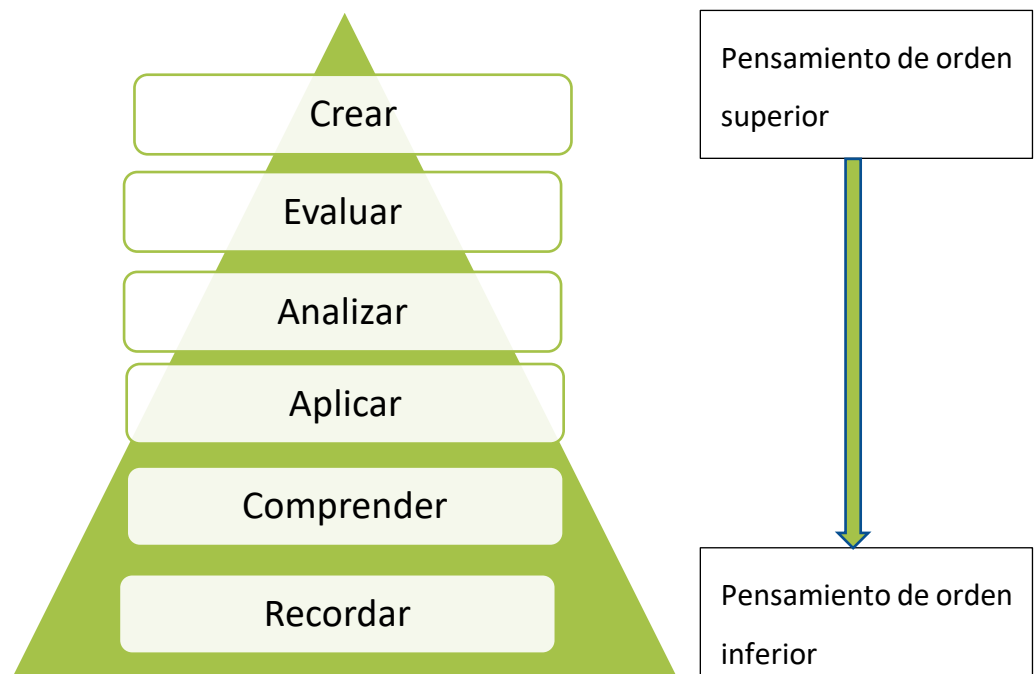 Crear
Evaluar
Analizar
Aplicar
Comprender
Recordar
Pensamiento de orden
superior
Pensamiento de orden
inferior